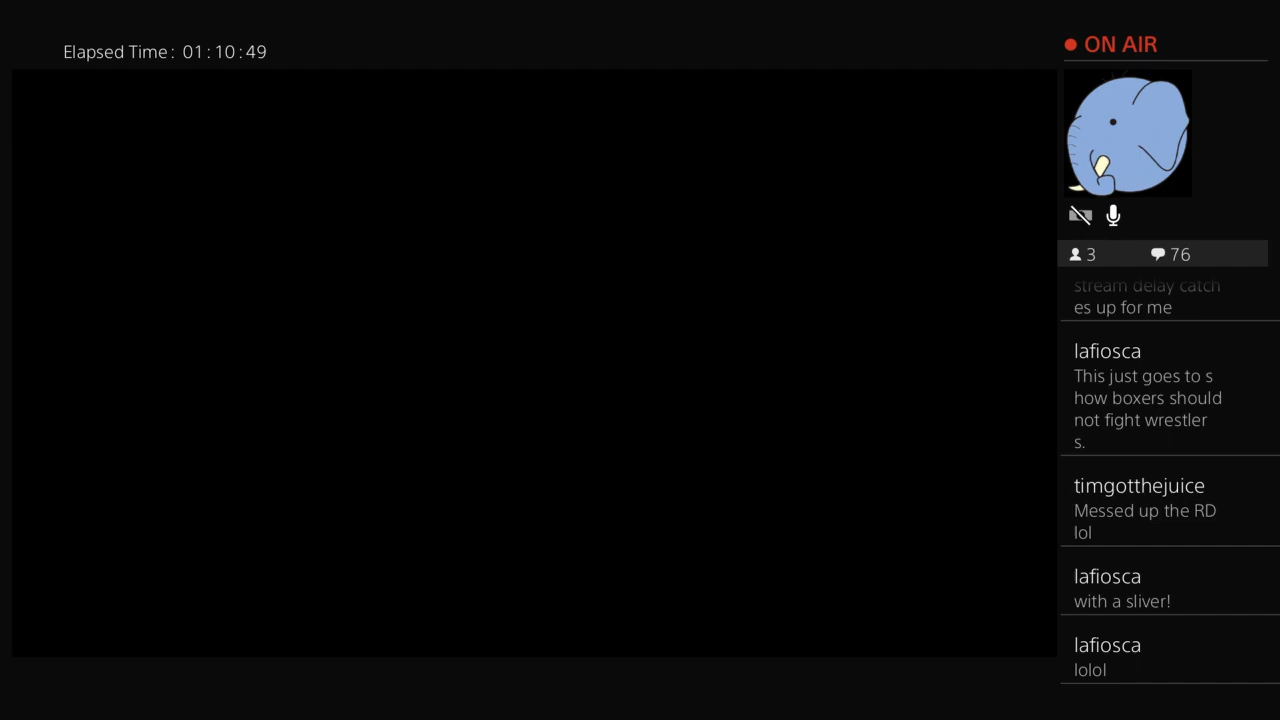 Elapsed Time: 01:10:49
ON AIR
3 76
stream delay catch
es up for me
lafiosca
This just goes to s
how boxers should
not fight wrestler
s.
timgotthejuice
Messed up the RD
lol
lafiosca
with a sliver!
lafiosca
lolol